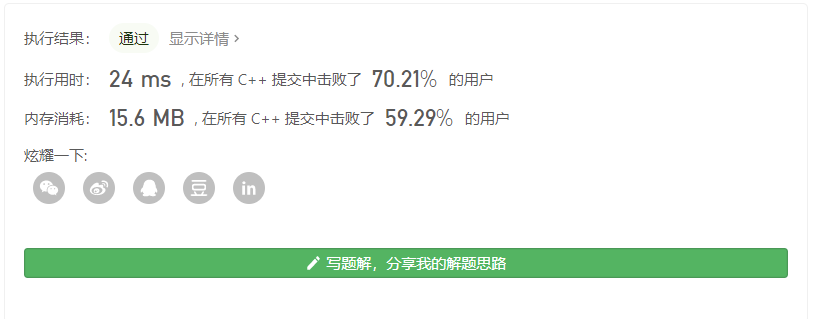 执行结果： 通过 显示详情 >
执行用时： 24 ms , 在所有 C++ 提交中击败了 70.21% 的用户
内存消耗： 15.6 MB , 在所有 C++ 提交中击败了 59.29% 的用户
炫耀一下:
豆 in
写题解，分享我的解题思路